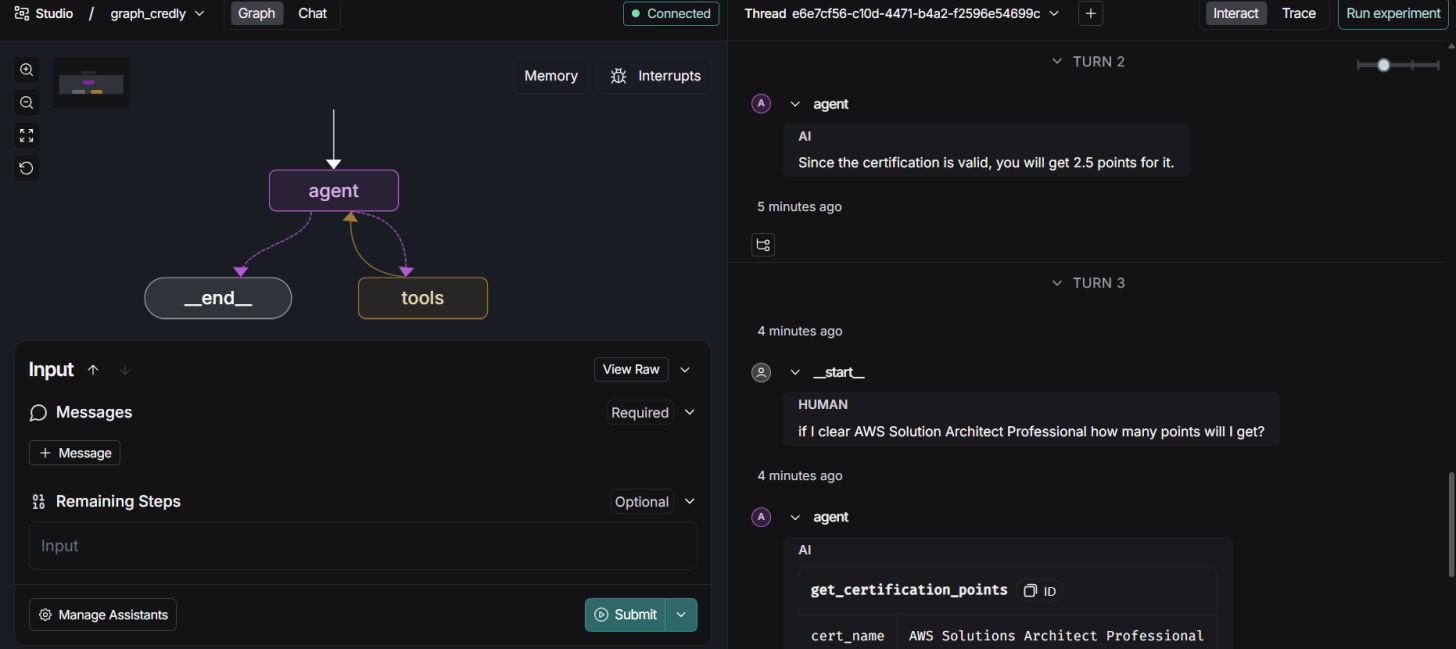 Studio / graph_credly Graph Chat Connected
Memory Interrupts
agent
__end__ tools
Input View Raw
Messages Required
+ Message
Remaining Steps Optional
Input
Manage Assistants Submit
Thread e6e7cf56-c10d-4471-b4a2-f2596e54699c + Interact Trace Run experiment
TURN 2
A agent
AI
Since the certification is valid, you will get 2.5 points for it.
5 minutes ago
TURN 3
4 minutes ago
__start__
HUMAN
if I clear AWS Solution Architect Professional how many points will I get?
4 minutes ago
A agent
AI
get_certification_points ID
cert_name AWS Solutions Architect Professional